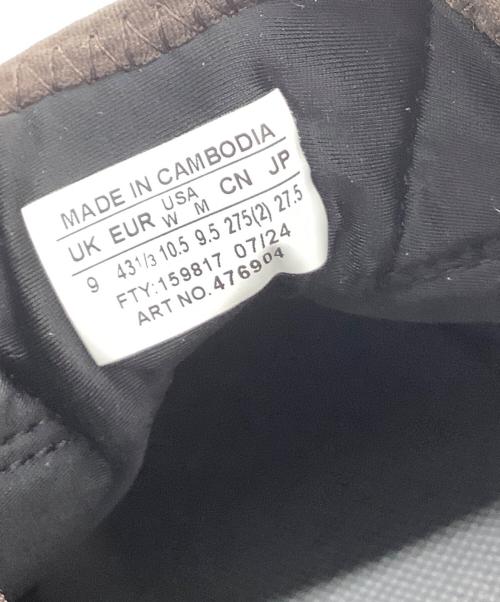 MADE IN CAMBODIA
UK EUR USA W M CN JP
9 43 1/3 10.5 9.5 275(2) 27.5
FTY:159817 07/24
ART NO.476904